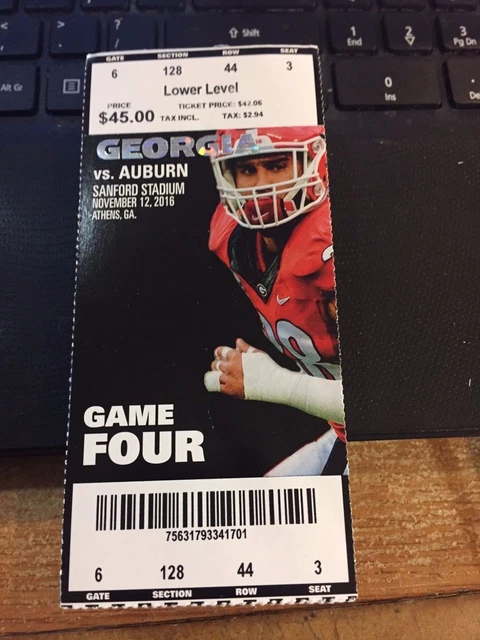 Shift
Alt Gr
1
End
2
3
Pg Dn
0
Ins
De
GATE SECTION ROW SEAT
6 128 44 3
Lower Level
PRICE TICKET PRICE: $42.06
$45.00 TAX INCL. TAX: $2.94
GEORGIA
vs. AUBURN
SANFORD STADIUM
NOVEMBER 12, 2016
ATHENS, GA.
GAME
FOUR
75631793341701
6 128 44 3
GATE SECTION ROW SEAT